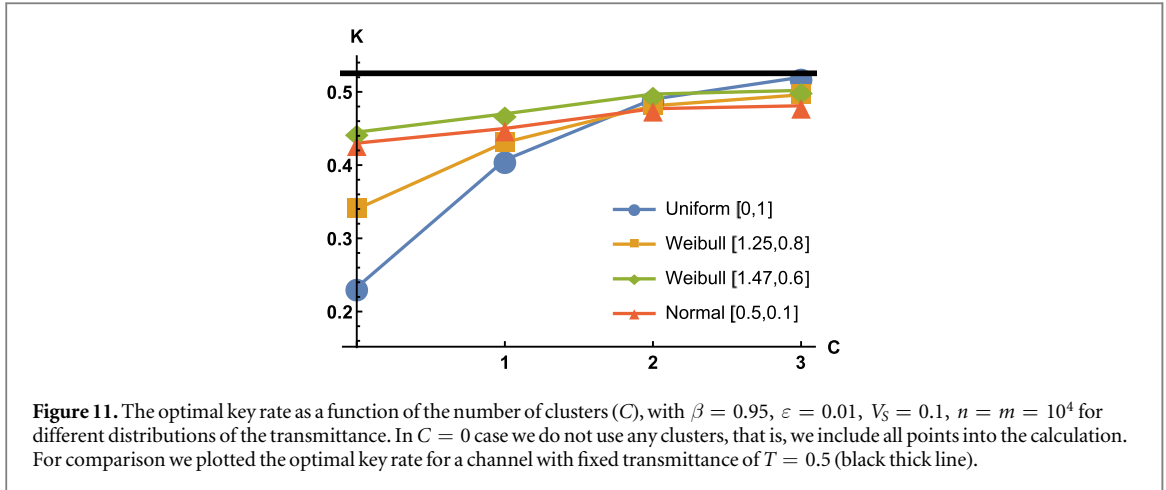 K
0.5
0.4
0.3
0.2
Uniform [0,1]
Weibull [1.25,0.8]
Weibull [1.47,0.6]
Normal [0.5,0.1]
1 2 3 C
Figure 11. The optimal key rate as a function of the number of clusters (C), with β = 0.95, ε = 0.01, V_S = 0.1, n = m = 10⁴ for
different distributions of the transmittance. In C = 0 case we do not use any clusters, that is, we include all points into the calculation.
For comparison we plotted the optimal key rate for a channel with fixed transmittance of T = 0.5 (black thick line).